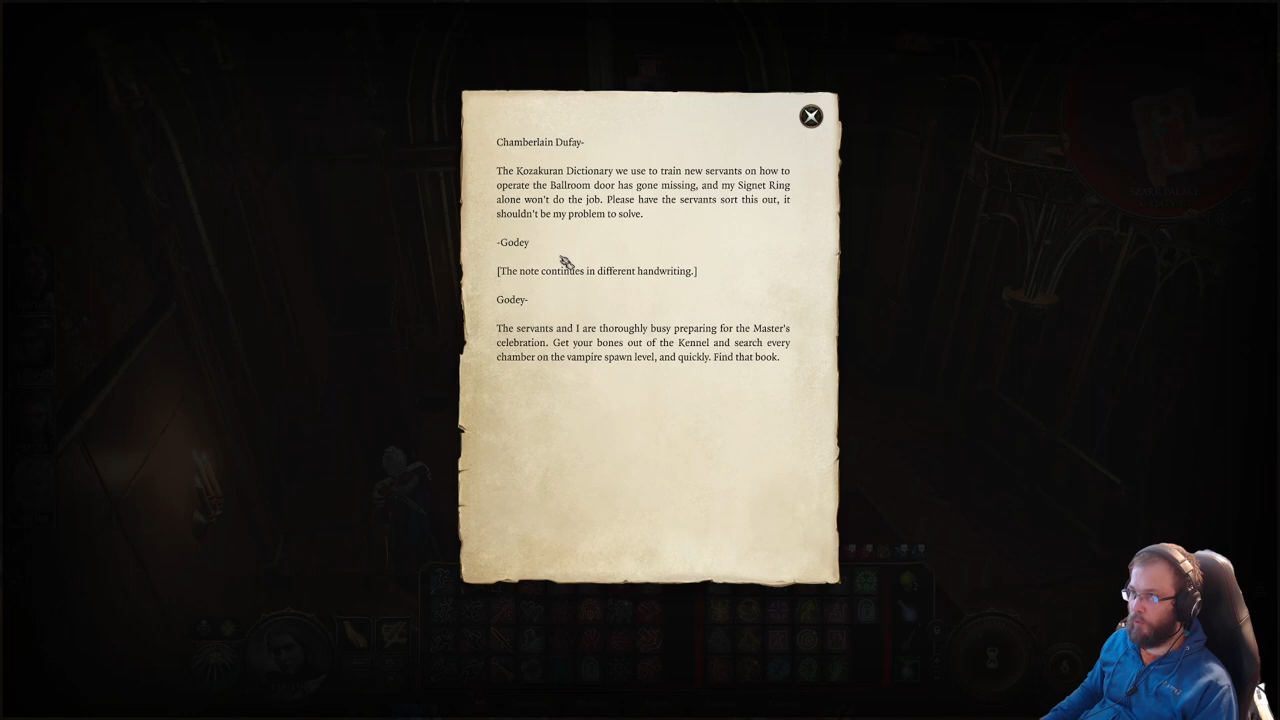 Chamberlain Dufay-
The Kozakuran Dictionary we use to train new servants on how to
operate the Ballroom door has gone missing, and my Signet Ring
alone won't do the job. Please have the servants sort this out, it
shouldn't be my problem to solve.
-Godey
[The note continues in different handwriting.]
Godey-
The servants and I are thoroughly busy preparing for the Master's
celebration. Get your bones out of the Kennel and search every
chamber on the vampire spawn level, and quickly. Find that book.